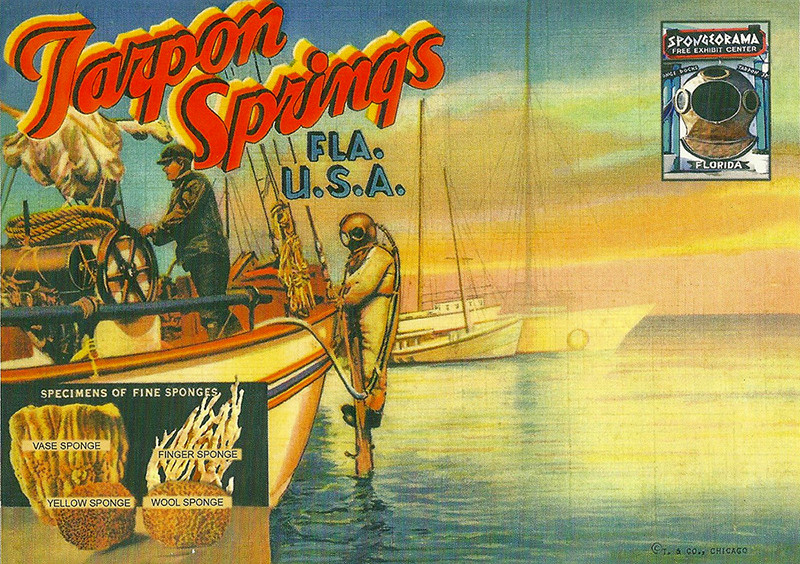 Tarpon
Springs
FLA.
U.S.A.
SPONGEORAMA
FREE EXHIBIT CENTER
TARPON
FLORIDA
SPECIMENS OF FINE SPONGES
VASE SPONGE
FINGER SPONGE
YELLOW SPONGE
WOOL SPONGE
© T. & CO., CHICAGO